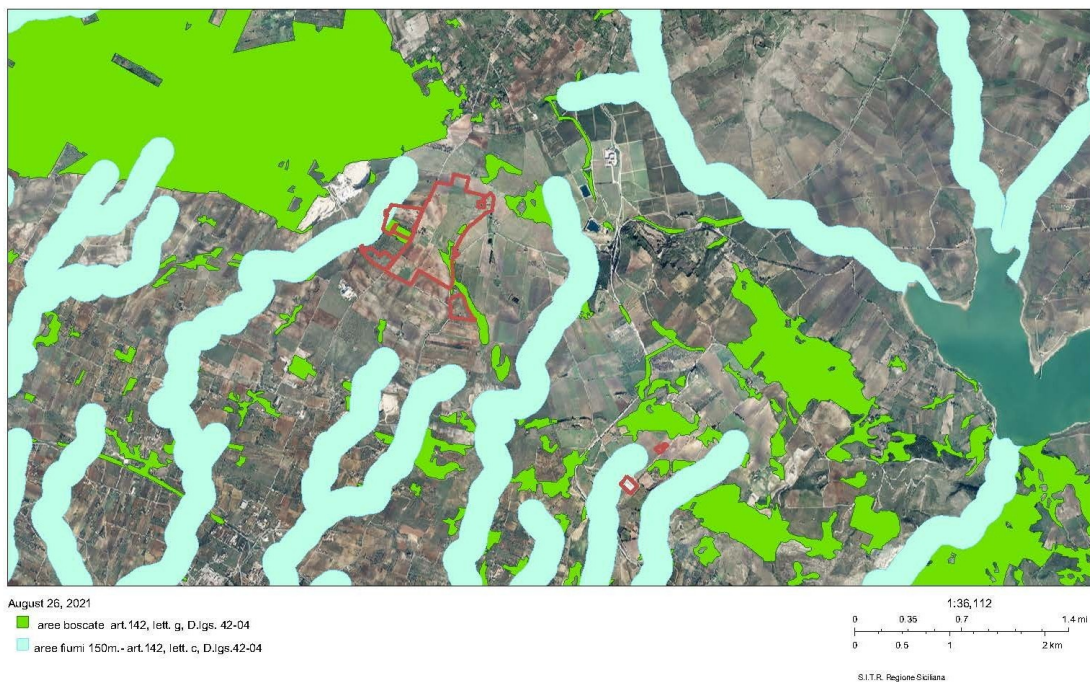 August 26, 2021
aree boscate art.142, lett. g, D.lgs. 42-04
aree fiumi 150m.- art.142, lett. c, D.lgs.42-04
1:36,112
0 0.35 0.7 1.4 mi
0 0.5 1 2 km
S.I.T.R. Regione Siciliana